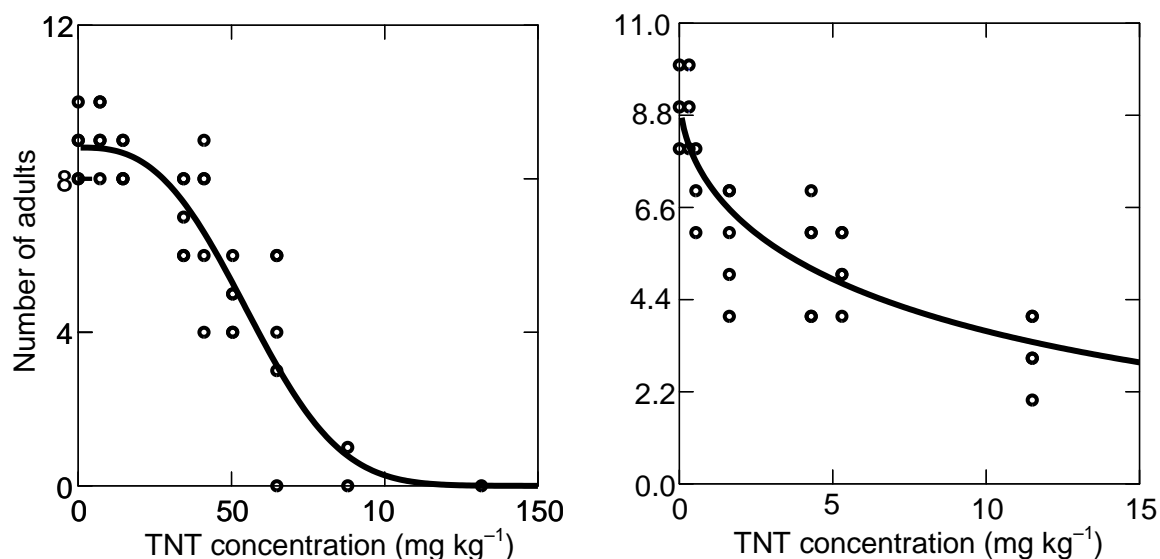 12
8
4
0
Number of adults
0 50 10 150
TNT concentration (mg kg⁻¹)
11.0
8.8
6.6
4.4
2.2
0.0
0 5 10 15
TNT concentration (mg kg⁻¹)